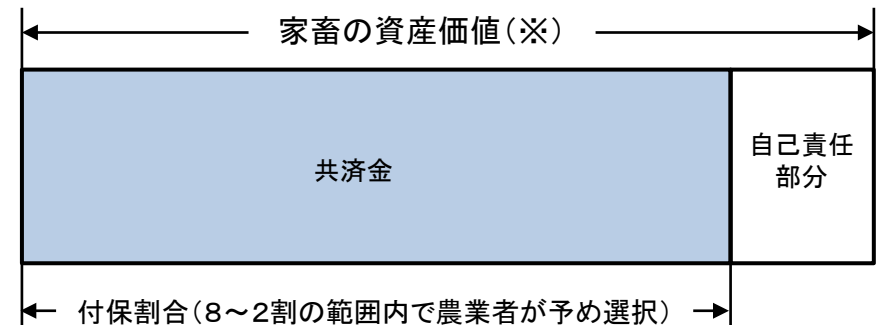 家畜の資産価値（※）
共済金
自己責任
部分
付保割合（８～２割の範囲内で農業者が予め選択）